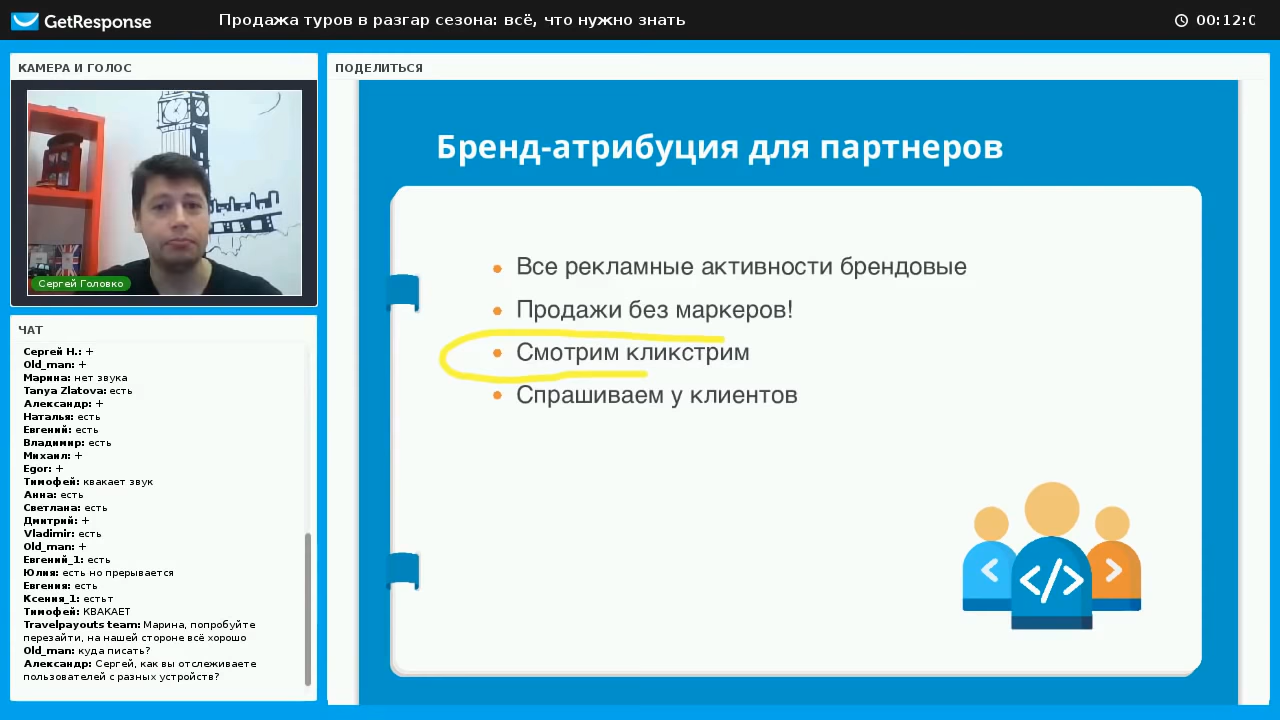 GetResponse
Продажа туров в разгар сезона: всё, что нужно знать
00:12:0
КАМЕРА И ГОЛОС
Сергей Головко
ЧАТ
Сергей Н.: +
Old_man: +
Марина: нет звука
Tanya Zlatova: есть
Александр: +
Наталья: есть
Евгений: есть
Владимир: есть
Михаил: +
Egor: +
Тимофей: квакает звук
Анна: есть
Светлана: есть
Дмитрий: +
Vladimir: есть
Old_man: +
Евгений_1: есть
Юлия: есть но прерывается
Евгения: есть
Ксения_1: естьт
Тимофей: КВАКАЕТ
Travelpayouts team: Марина, попробуйте
перезайти, на нашей стороне всё хорошо
Old_man: куда писать?
Александр: Сергей, как вы отслеживаете
пользователей с разных устройств?
ПОДЕЛИТЬСЯ
Бренд-атрибуция для партнеров
• Все рекламные активности брендовые
• Продажи без маркеров!
• Смотрим кликстрим
• Спрашиваем у клиентов
< </> >